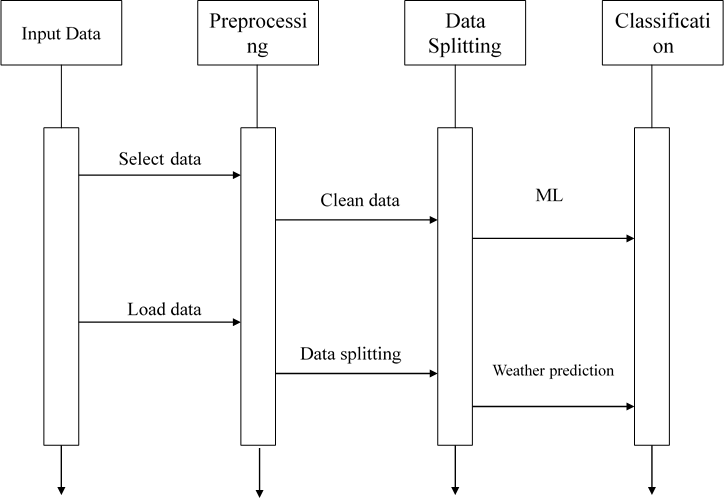 Input Data
Preprocessi
ng
Data
Splitting
Classificati
on
Select data
Clean data
ML
Load data
Data splitting
Weather prediction